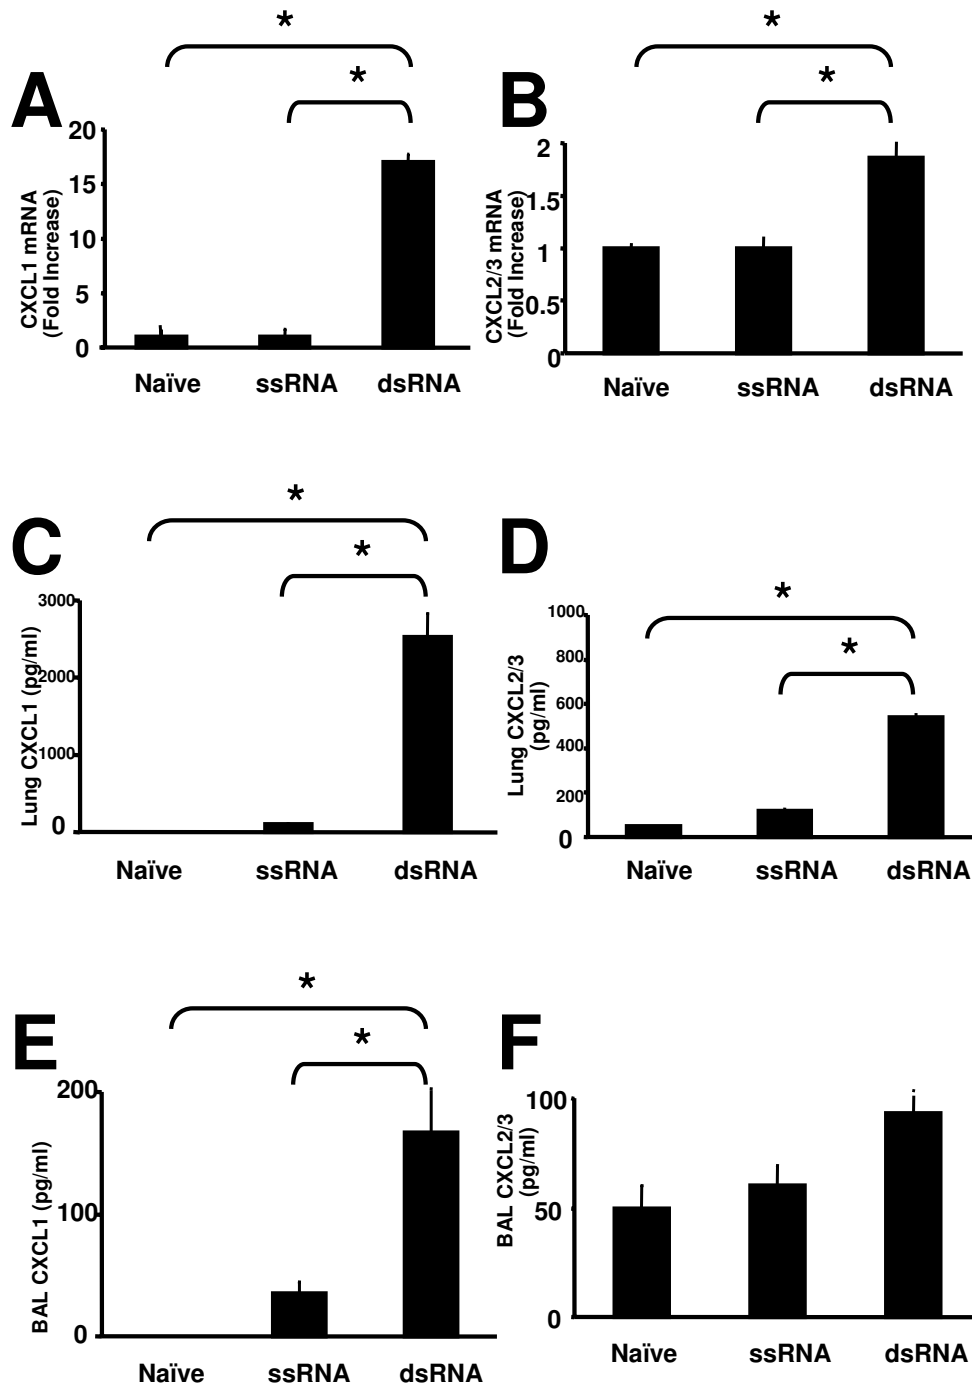 *
*
A
20
15
10
5
0
CXCL1 mRNA
(Fold Increase)
Naïve ssRNA dsRNA
*
*
B
2
1.5
1
0.5
0
CXCL2/3 mRNA
(Fold Increase)
Naïve ssRNA dsRNA
*
*
C
3000
2000
1000
0
Lung CXCL1 (pg/ml)
Naïve ssRNA dsRNA
*
*
D
1000
800
600
400
200
0
Lung CXCL2/3
(pg/ml)
Naïve ssRNA dsRNA
*
*
E
200
100
0
BAL CXCL1 (pg/ml)
Naïve ssRNA dsRNA
F
100
50
0
BAL CXCL2/3
(pg/ml)
Naïve ssRNA dsRNA